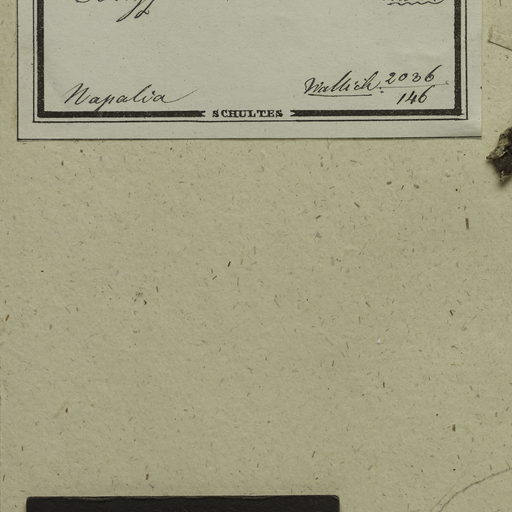 Napalia
Wallich. 2036
146
SCHULTES